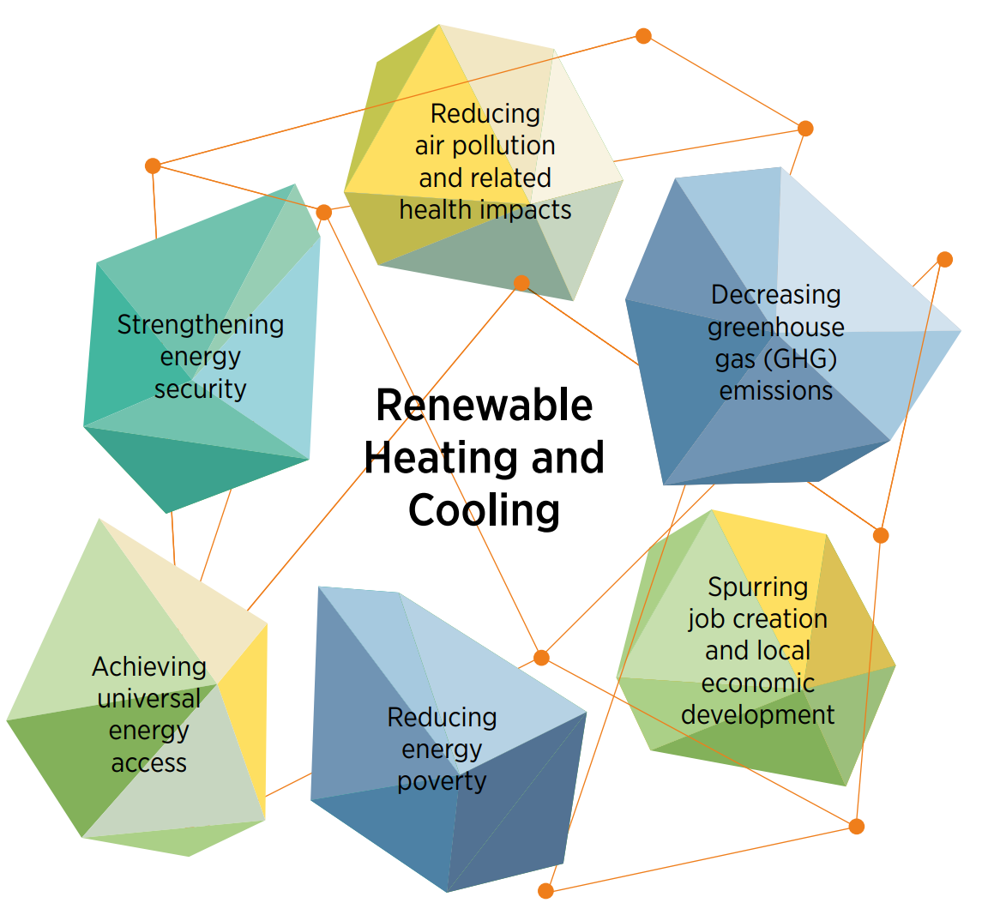 Reducing
air pollution
and related
health impacts
Decreasing
greenhouse
gas (GHG)
emissions
Strengthening
energy
security
Renewable
Heating and
Cooling
Spurring
job creation
and local
economic
development
Achieving
universal
energy
access
Reducing
energy
poverty